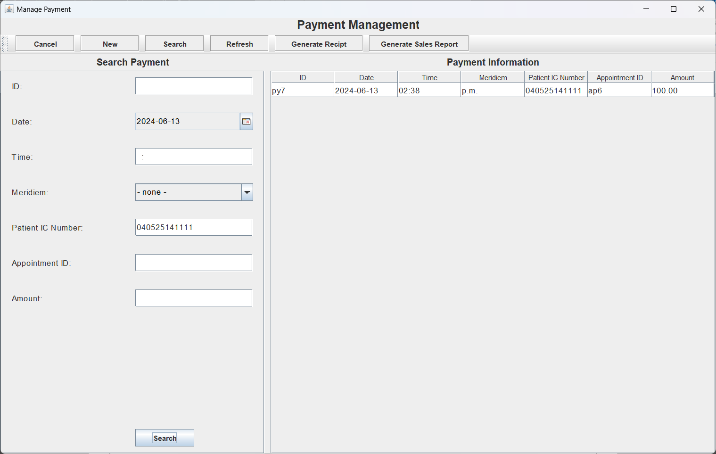 Manage Payment
Payment Management
Cancel New Search Refresh Generate Recipt Generate Sales Report
Search Payment
ID:
Date: 2024-06-13
Time: :
Meridiem: - none -
Patient IC Number: 040525141111
Appointment ID:
Amount:
Search
Payment Information
ID Date Time Meridiem Patient IC Number Appointment ID Amount
py7 2024-06-13 02:38 p.m 040525141111 ap6 100.00